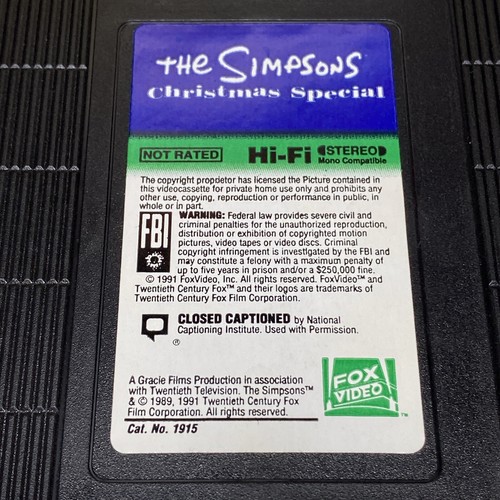 the Simpsons
Christmas Special
NOT RATED Hi-Fi STEREO
Mono Compatible
The copyright propietor has licensed the Picture contained in
this videocassette for private home use only and prohibits any
other use, copying, reproduction or performance in public, in
whole or in part.
FBI WARNING: Federal law provides severe civil and
criminal penalties for the unauthorized reproduction,
distribution or exhibition of copyrighted motion
pictures, video tapes or video discs. Criminal
copyright infringement is investigated by the FBI and
may constitute a felony with a maximum penalty of
up to five years in prison and/or a $250,000 fine.
© 1991 FoxVideo, Inc. All rights reserved. FoxVideo™ and
Twentieth Century Fox™ and their logos are trademarks of
Twentieth Century Fox Film Corporation.
CLOSED CAPTIONED by National
Captioning Institute. Used with Permission.
®
A Gracie Films Production in association
with Twentieth Television. The Simpsons™
& © 1989, 1991 Twentieth Century Fox
Film Corporation. All rights reserved.
Cat. No. 1915
FOX
VIDEO™